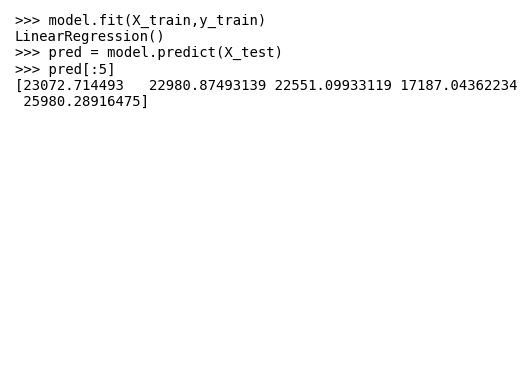 >>> model.fit(X_train,y_train)
LinearRegression()
>>> pred = model.predict(X_test)
>>> pred[:5]
[23072.714493   22980.87493139 22551.09933119 17187.04362234
 25980.28916475]